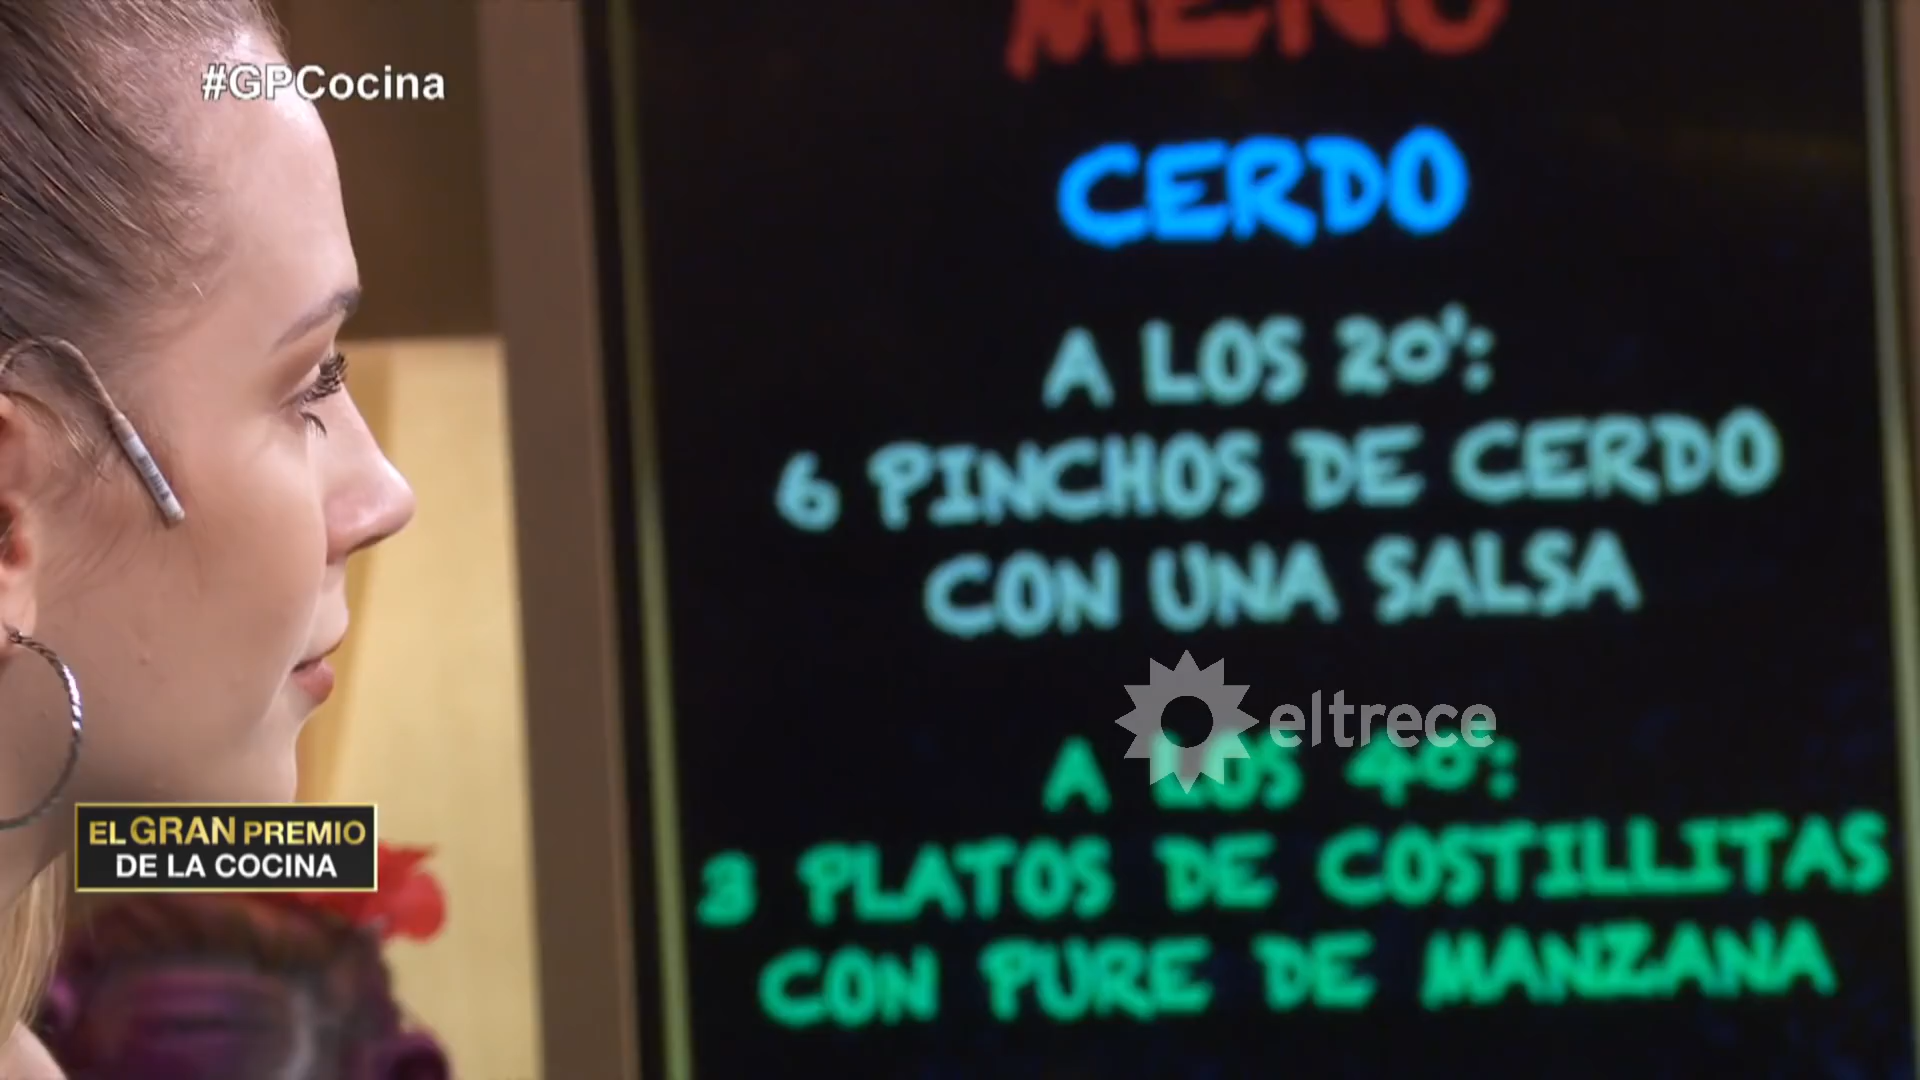 #GPCocina
MENÚ
CERDO
A LOS 20':
6 PINCHOS DE CERDO
CON UNA SALSA
eltrece
A LOS 40':
3 PLATOS DE COSTILLITAS
CON PURE DE MANZANA
EL GRAN PREMIO
DE LA COCINA